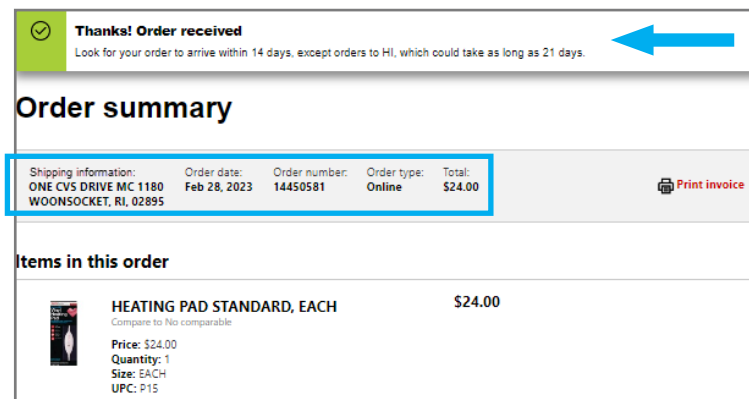 Thanks! Order received
Look for your order to arrive within 14 days, except orders to HI, which could take as long as 21 days.
Order summary
Shipping information: Order date: Order number: Order type: Total:
ONE CVS DRIVE MC 1180 Feb 28, 2023 14450581 Online $24.00
WOONSOCKET, RI, 02895
Print invoice
Items in this order
HEATING PAD STANDARD, EACH $24.00
Compare to No comparable
Price: $24.00
Quantity: 1
Size: EACH
UPC: P15